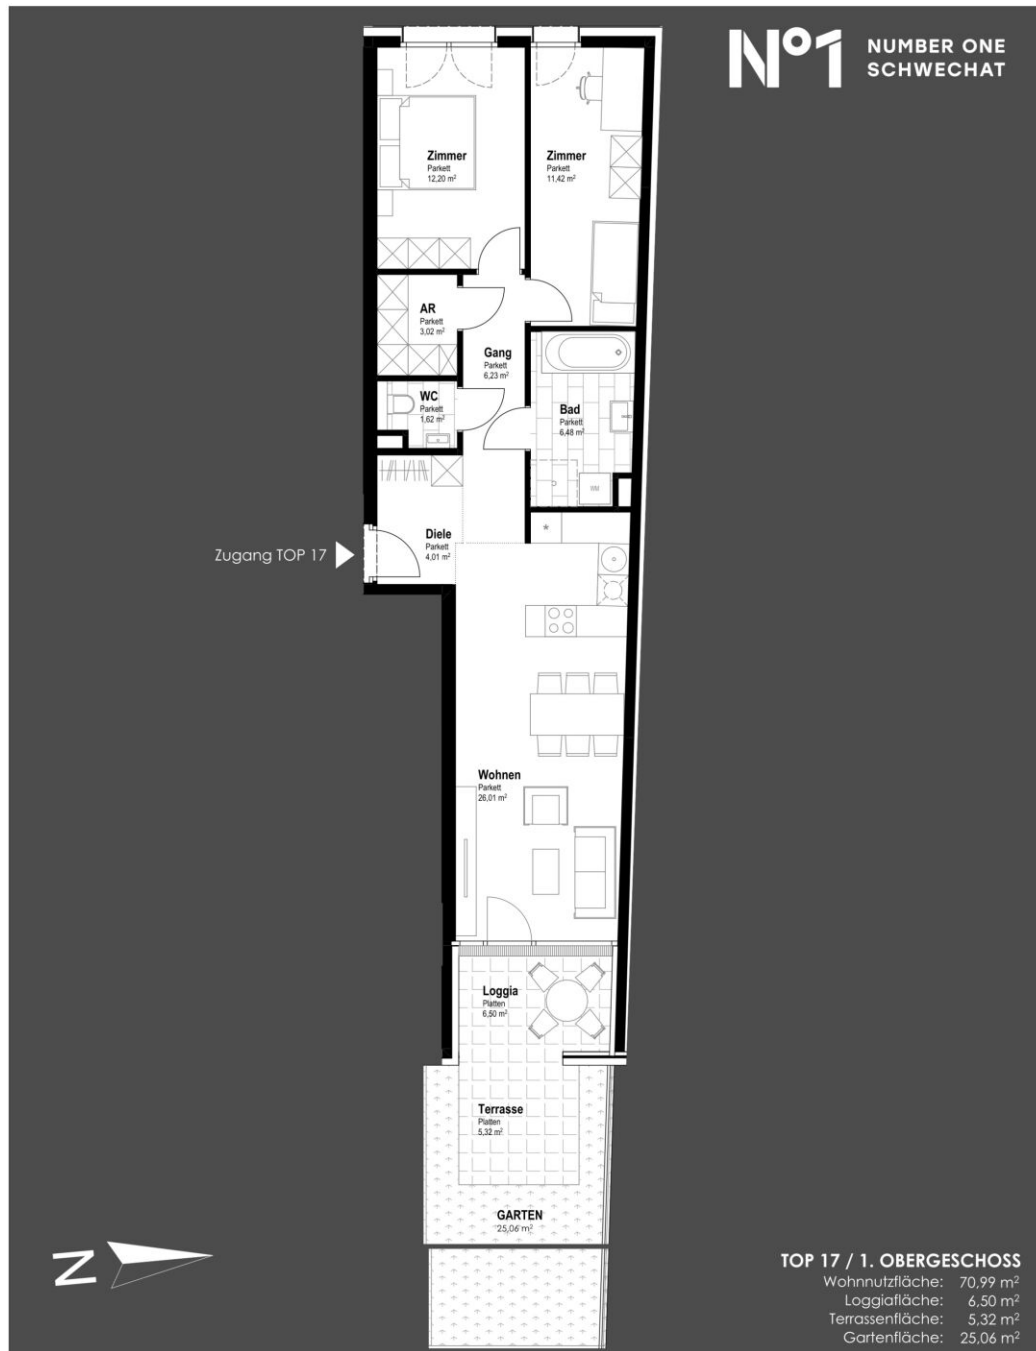 Nº1
NUMBER ONE
SCHWECHAT
Zimmer
Parkett
12,20 m²
Zimmer
Parkett
11,42 m²
AR
Parkett
3,02 m²
Gang
Parkett
6,23 m²
WC
Parkett
1,62 m²
Bad
Parkett
6,48 m²
WM
Diele
Parkett
4,01 m²
Zugang TOP 17
Wohnen
Parkett
26,01 m²
Loggia
Platten
6,50 m²
Terrasse
Platten
5,32 m²
GARTEN
25,06 m²
N
TOP 17 / 1. OBERGESCHOSS
Wohnnutzfläche: 70,99 m²
Loggiafläche: 6,50 m²
Terrassenfläche: 5,32 m²
Gartenfläche: 25,06 m²